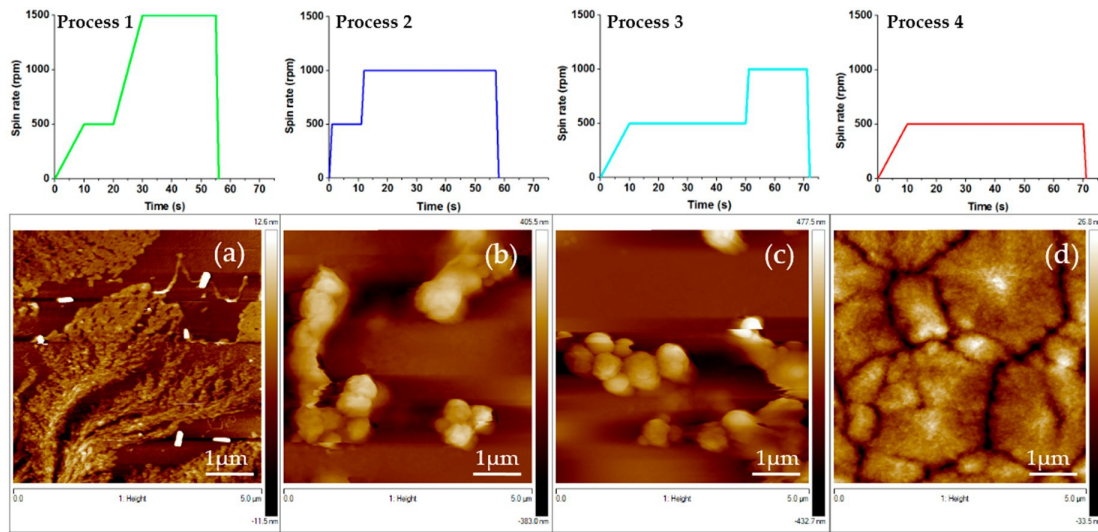 Process 1
1500
1000
500
0
Spin rate (rpm)
0 10 20 30 40 50 60 70
Time (s)
Process 2
1500
1000
500
0
Spin rate (rpm)
0 10 20 30 40 50 60 70
Time (s)
Process 3
1500
1000
500
0
Spin rate (rpm)
0 10 20 30 40 50 60 70
Time (s)
Process 4
1500
1000
500
0
Spin rate (rpm)
0 10 20 30 40 50 60 70
Time (s)
12.6 nm
(a)
1μm
0.0 1: Height 5.0 μm
-11.5 nm
405.5 nm
(b)
1μm
0.0 1: Height 5.0 μm
-383.0 nm
477.5 nm
(c)
1μm
0.0 1: Height 5.0 μm
-432.7 nm
26.8 nm
(d)
1μm
0.0 1: Height 5.0 μm
-33.5 nm